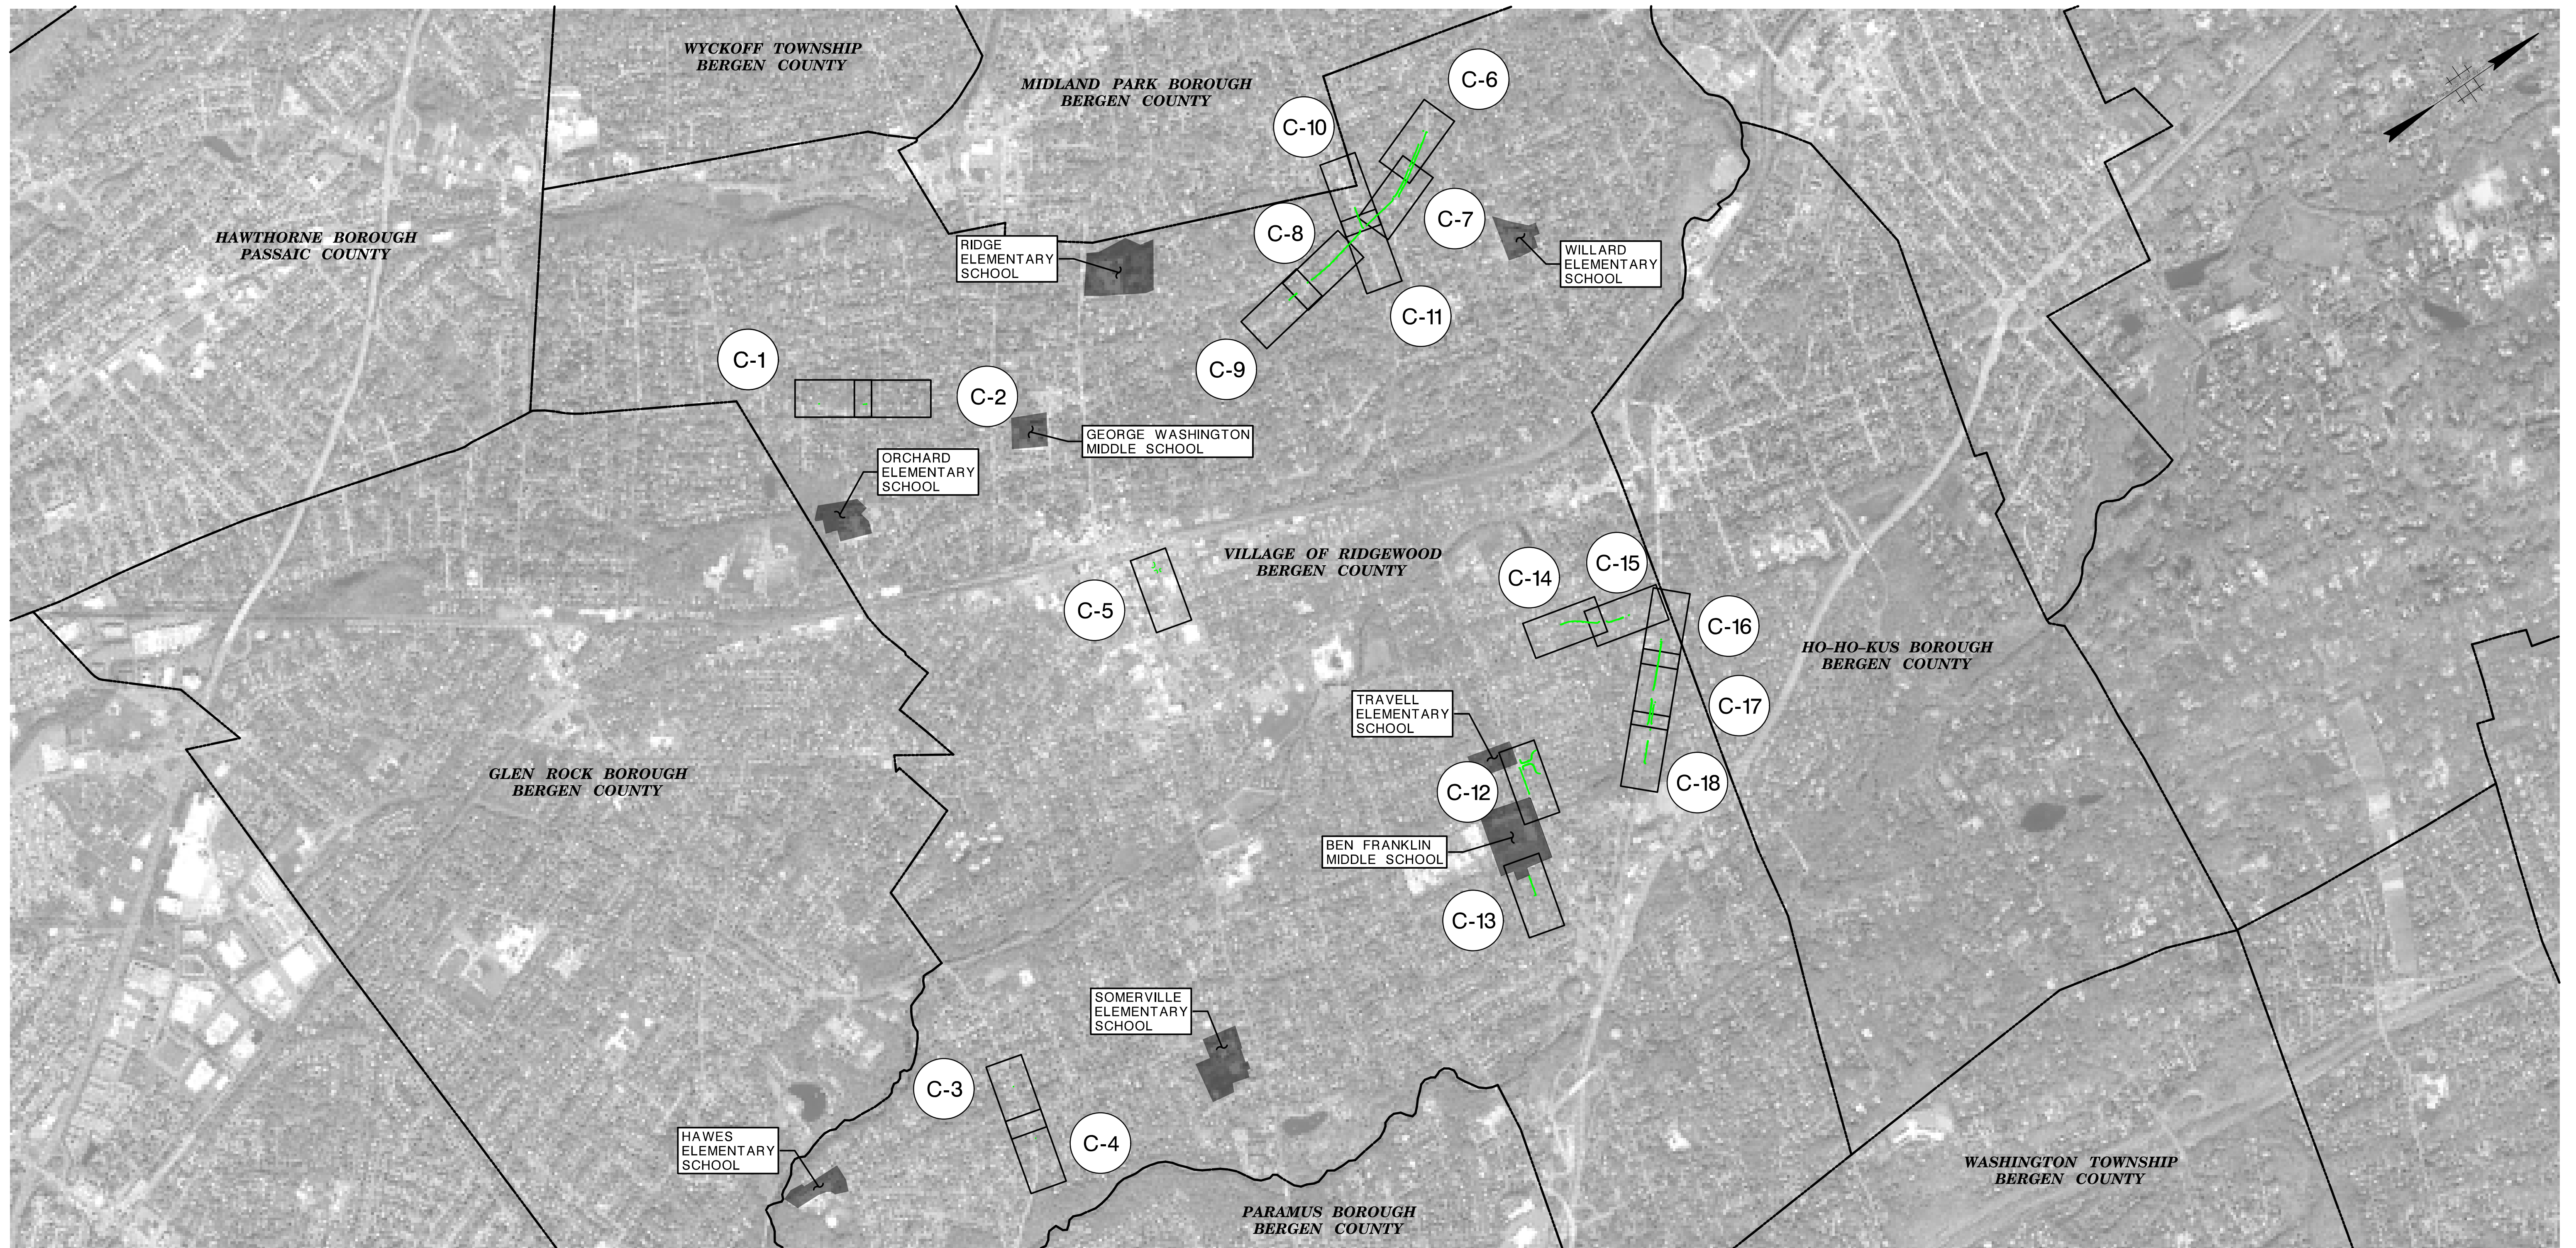 WYCKOFF TOWNSHIP
BERGEN COUNTY
MIDLAND PARK BOROUGH
BERGEN COUNTY
C-6
C-10
HAWTHORNE BOROUGH
PASSAIC COUNTY
RIDGE
ELEMENTARY
SCHOOL
C-8
C-7
WILLARD
ELEMENTARY
SCHOOL
C-11
C-1
C-9
C-2
GEORGE WASHINGTON
MIDDLE SCHOOL
ORCHARD
ELEMENTARY
SCHOOL
VILLAGE OF RIDGEWOOD
BERGEN COUNTY
C-15
C-14
C-5
C-16
HO-HO-KUS BOROUGH
BERGEN COUNTY
TRAVELL
ELEMENTARY
SCHOOL
C-17
GLEN ROCK BOROUGH
BERGEN COUNTY
C-12
C-18
BEN FRANKLIN
MIDDLE SCHOOL
C-13
SOMERVILLE
ELEMENTARY
SCHOOL
C-3
HAWES
ELEMENTARY
SCHOOL
C-4
WASHINGTON TOWNSHIP
BERGEN COUNTY
PARAMUS BOROUGH
BERGEN COUNTY